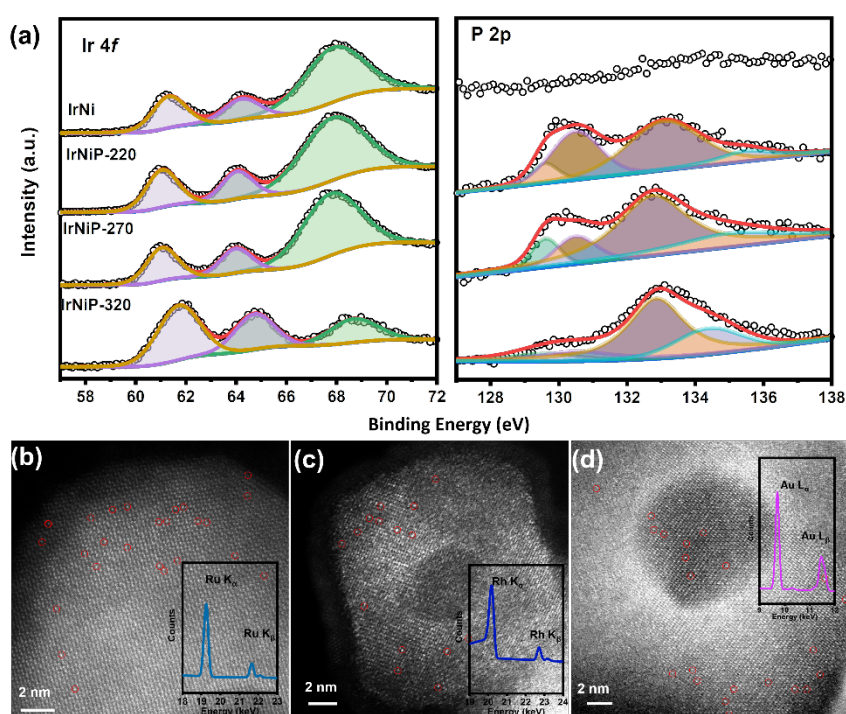 (a)
Ir 4f
P 2p
IrNi
IrNiP-220
IrNiP-270
IrNiP-320
Intensity (a.u.)
58 60 62 64 66 68 70 72
128 130 132 134 136 138
Binding Energy (eV)
(b)
Ru Kα
Ru Kβ
Counts
18 19 20 21 22 23
Energy (keV)
2 nm
(c)
Rh Kα
Rh Kβ
Counts
19 20 21 22 23 24
Energy (keV)
2 nm
(d)
Au Lα
Au Lβ
Counts
9 10 11 12
Energy (keV)
2 nm